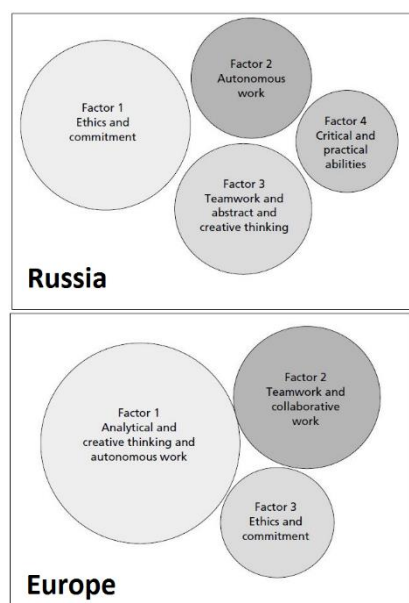 Factor 1
Ethics and
commitment
Factor 2
Autonomous
work
Factor 3
Teamwork and
abstract and
creative thinking
Factor 4
Critical and
practical
abilities
Russia
Factor 1
Analytical and
creative thinking and
autonomous work
Factor 2
Teamwork and
collaborative
work
Factor 3
Ethics and
commitment
Europe